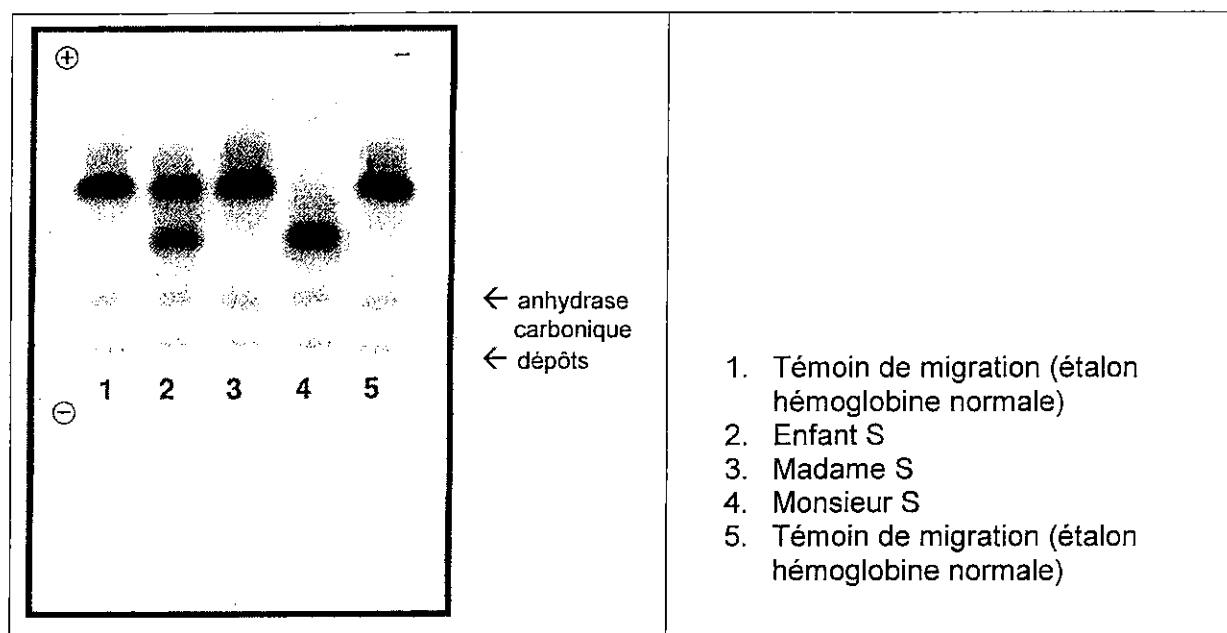 ⊕ −
← anhydrase
carbonique
← dépôts
1 2 3 4 5
⊖
1. Témoin de migration (étalon
hémoglobine normale)
2. Enfant S
3. Madame S
4. Monsieur S
5. Témoin de migration (étalon
hémoglobine normale)